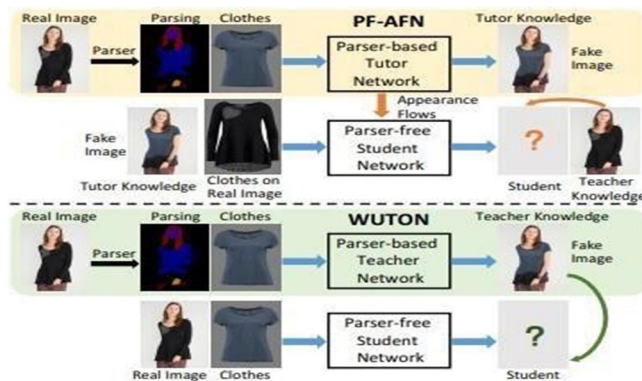 Real Image Parsing Clothes PF-AFN Tutor Knowledge
Parser
Parser-based
Tutor
Network
Fake
Image
Appearance
Flows
Fake
Image
Parser-free
Student
Network
?
Tutor Knowledge
Clothes on
Real Image
Student
Teacher
Knowledge
Real Image Parsing Clothes WUTON Teacher Knowledge
Parser
Parser-based
Teacher
Network
Fake
Image
Parser-free
Student
Network
?
Real Image Clothes
Student